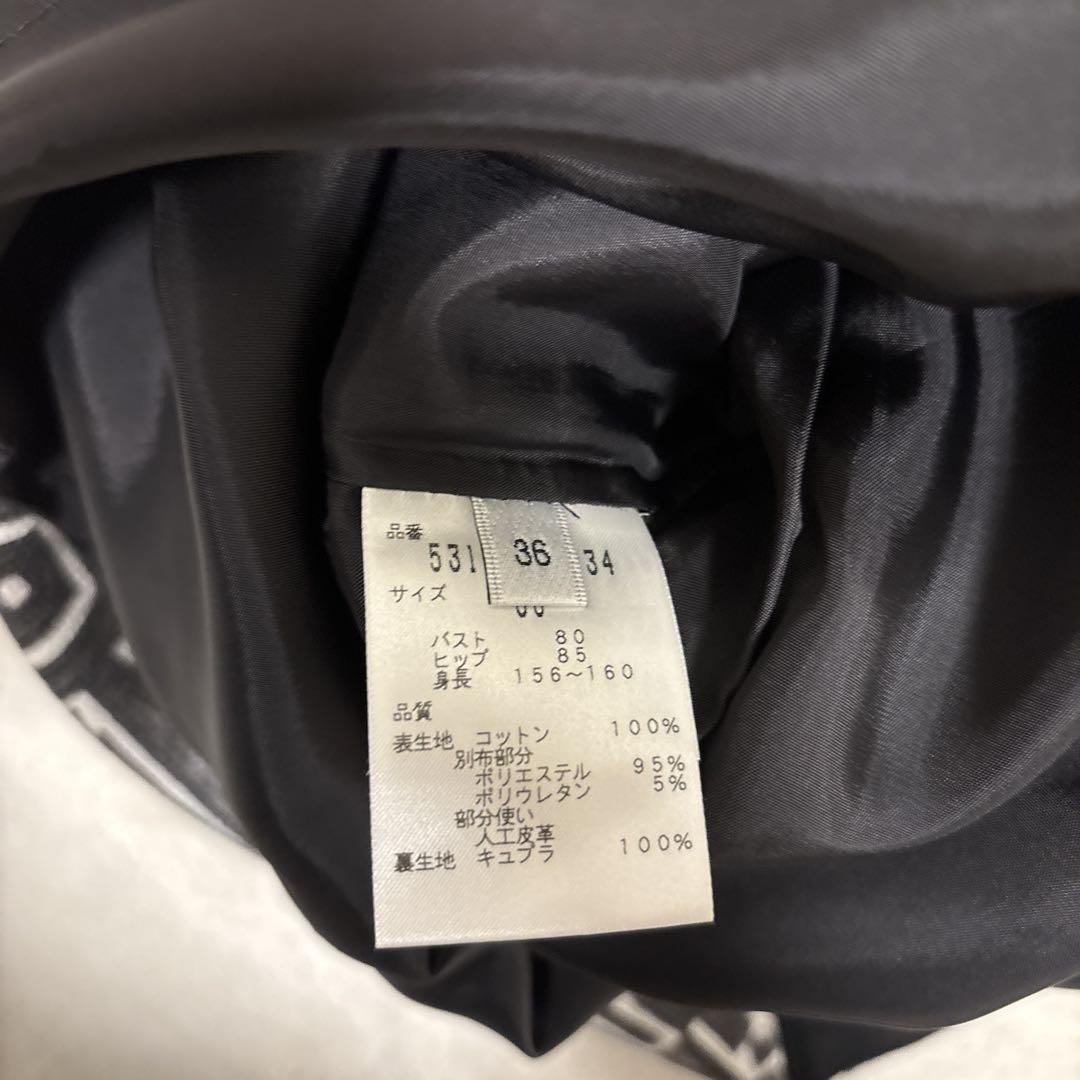 品番
531 36 34
サイズ
バスト 80
ヒップ 85
身長 156〜160
品質
表生地 コットン 100%
別布部分
ポリエステル 95%
ポリウレタン 5%
部分使い
人工皮革
裏生地 キュプラ 100%